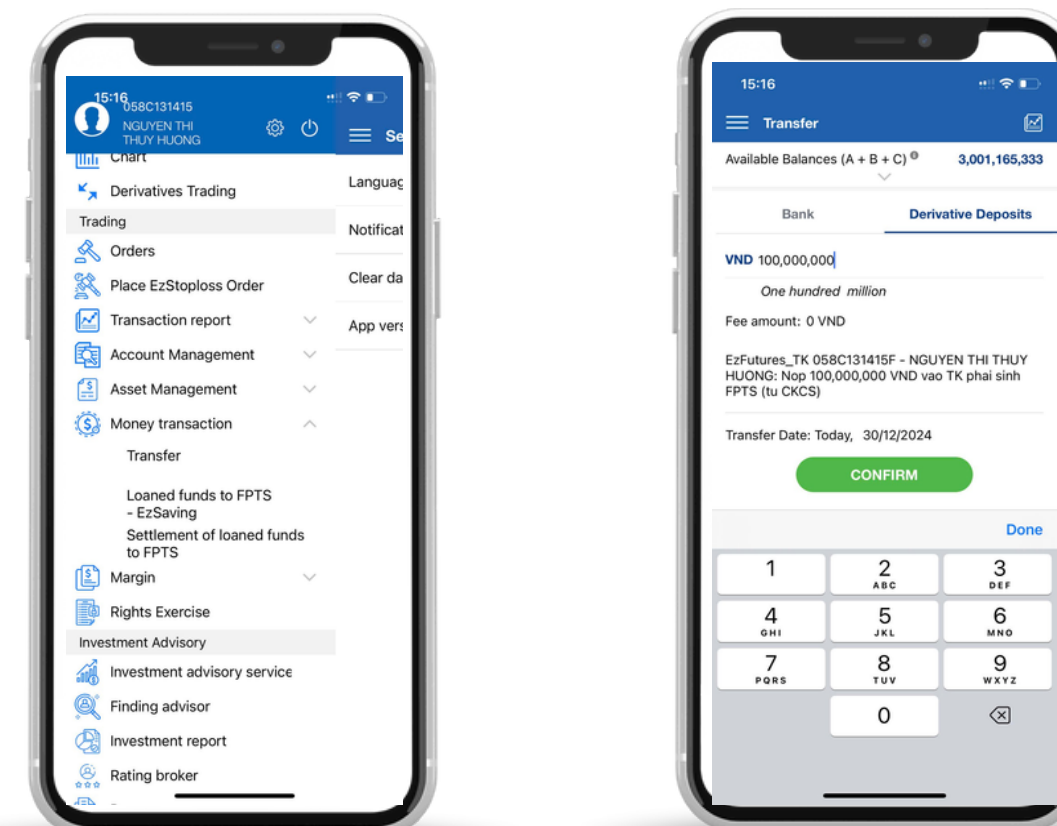 15:16
058C131415
NGUYEN THI
THUY HUONG
Se
Chart
Derivatives Trading
Trading
Orders
Place EzStoploss Order
Transaction report
Account Management
Asset Management
Money transaction
Transfer
Loaned funds to FPTS
- EzSaving
Settlement of loaned funds
to FPTS
Margin
Rights Exercise
Investment Advisory
Investment advisory service
Finding advisor
Investment report
Rating broker
Languag
Notificat
Clear da
App vers
15:16
Transfer
Available Balances (A + B + C) 3,001,165,333
Bank Derivative Deposits
VND 100,000,000
One hundred million
Fee amount: 0 VND
EzFutures_TK 058C131415F - NGUYEN THI THUY
HUONG: Nop 100,000,000 VND vao TK phai sinh
FPTS (tu CKCS)
Transfer Date: Today, 30/12/2024
CONFIRM
Done
1 2 3
ABC DEF
4 5 6
GHI JKL MNO
7 8 9
PQRS TUV WXYZ
0